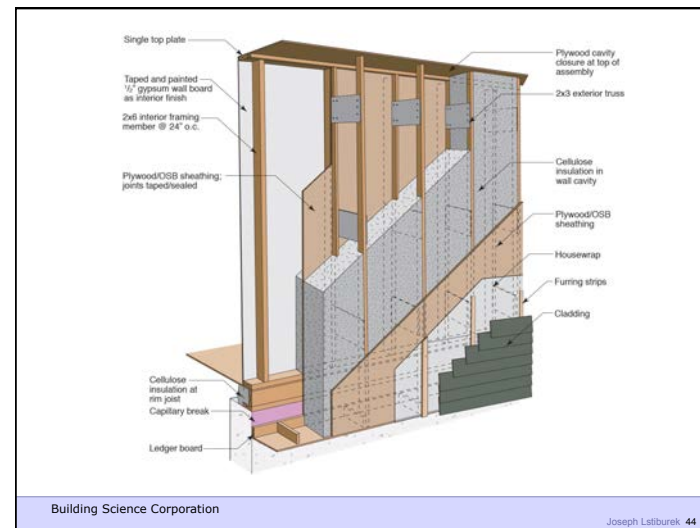 Single top plate
Taped and painted
½" gypsum wall board
as interior finish
2x6 interior framing
member @ 24" o.c.
Plywood/OSB sheathing;
joints taped/sealed
Cellulose
insulation at
rim joist
Capillary break
Ledger board
Plywood cavity
closure at top of
assembly
2x3 exterior truss
Cellulose
insulation in
wall cavity
Plywood/OSB
sheathing
Housewrap
Furring strips
Cladding
Building Science Corporation
Joseph Lstiburek 44